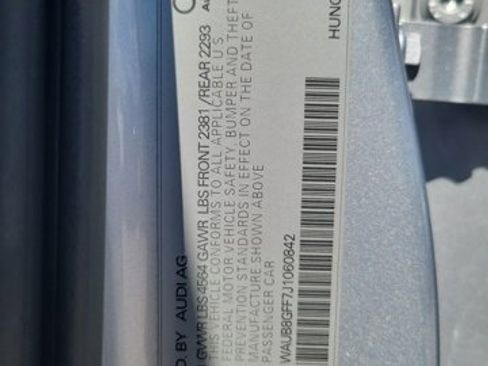 D. BY AUDI AG
GWVR LBS 4564 GAWR LBS FRONT 2381 /REAR 2293
THIS VEHICLE CONFORMS TO ALL APPLICABLE U S
FEDERAL MOTOR VEHICLE SAFETY, BUMPER AND THEFT
PREVENTION STANDARDS IN EFFECT ON THE DATE OF
MANUFACTURE SHOWN ABOVE
PASSENGER CAR
WAUB8GFF7J1060842
HUNG